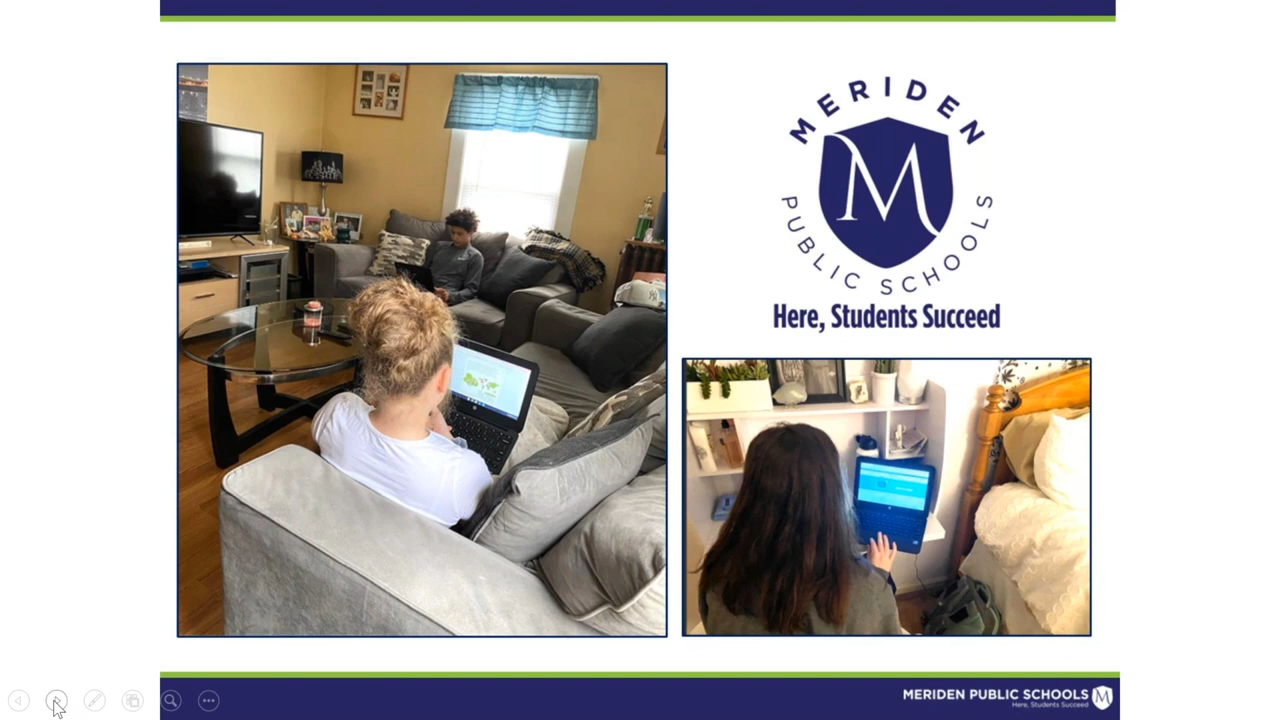 MERIDEN
M
PUBLIC SCHOOLS
Here, Students Succeed
MERIDEN PUBLIC SCHOOLS
Here, Students Succeed
M